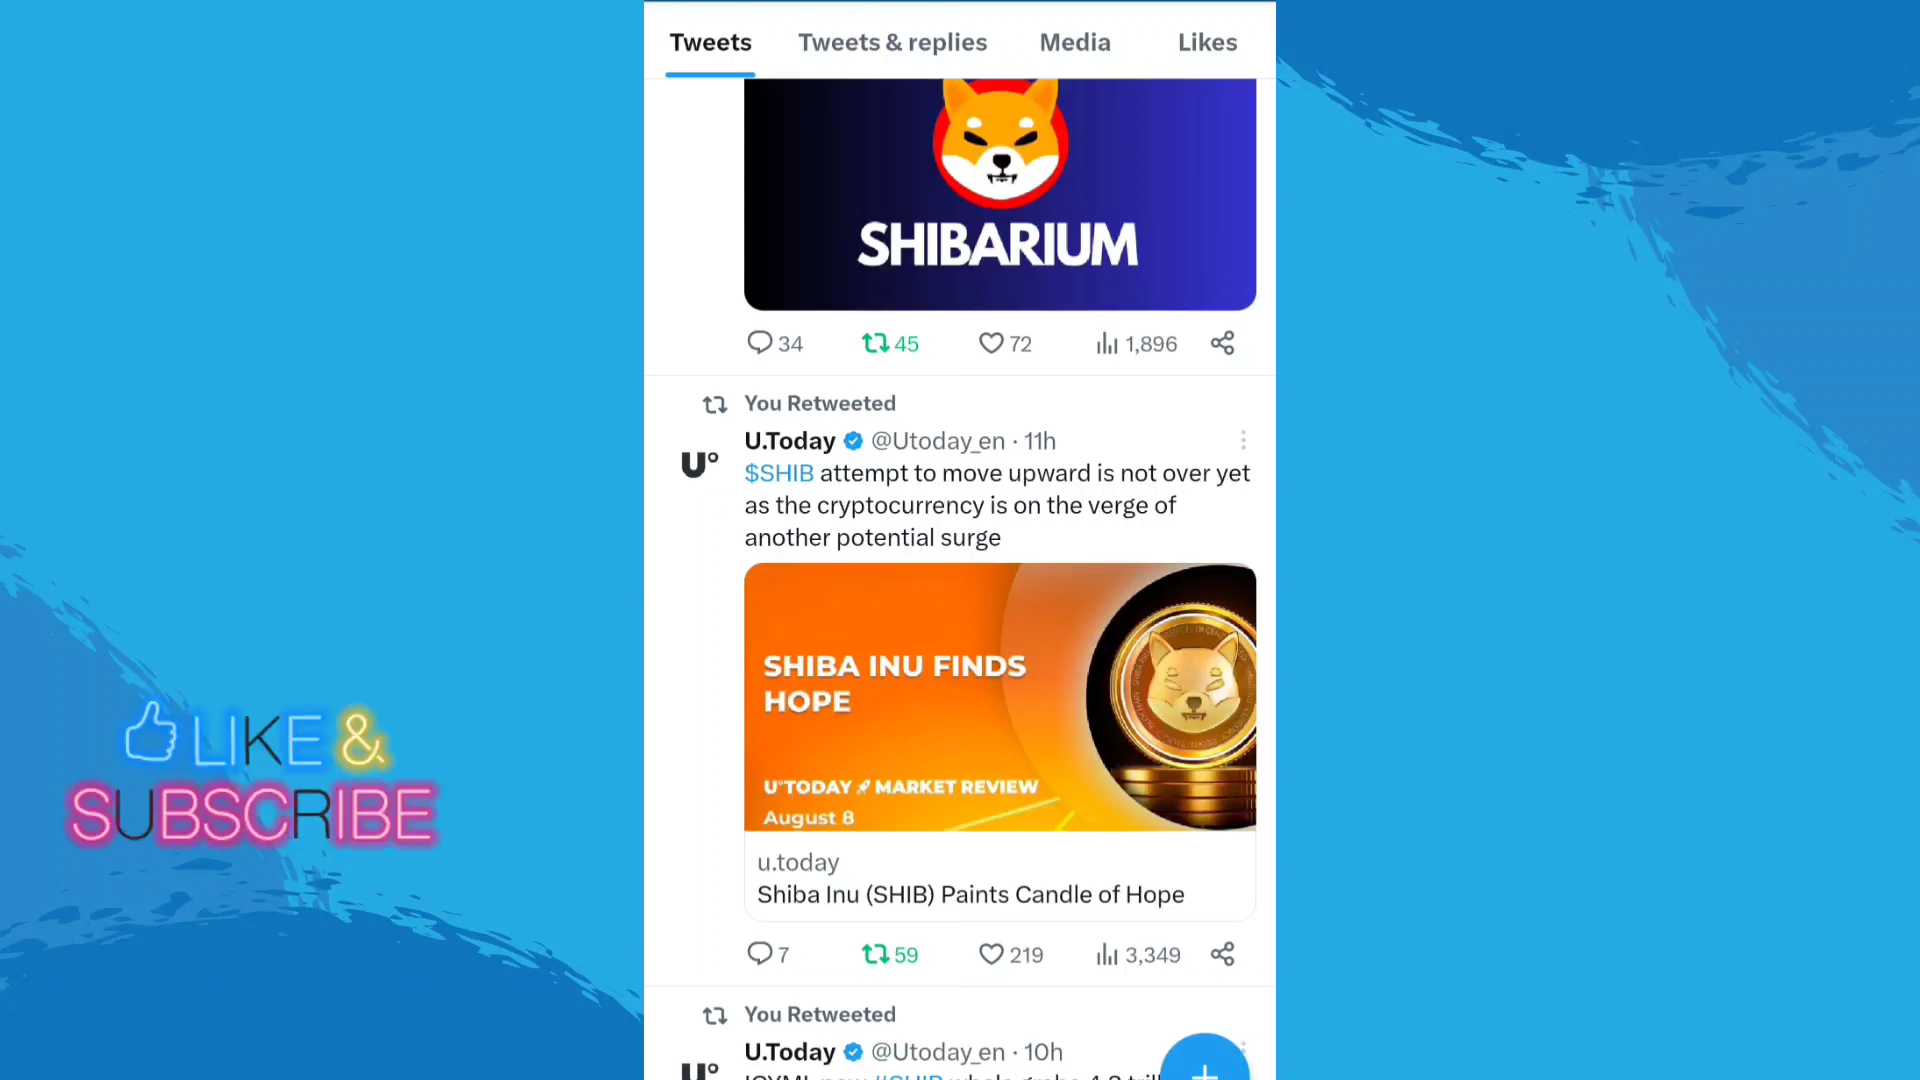 Tweets Tweets & replies Media Likes
SHIBARIUM
34 45 72 1,896
You Retweeted
U.Today @Utoday_en · 11h
U°
$SHIB attempt to move upward is not over yet
as the cryptocurrency is on the verge of
another potential surge
SHIBA INU FINDS
HOPE
U°TODAY MARKET REVIEW
August 8
u.today
Shiba Inu (SHIB) Paints Candle of Hope
7 59 219 3,349
You Retweeted
U.Today @Utoday_en · 10h
U°
LIKE &
SUBSCRIBE